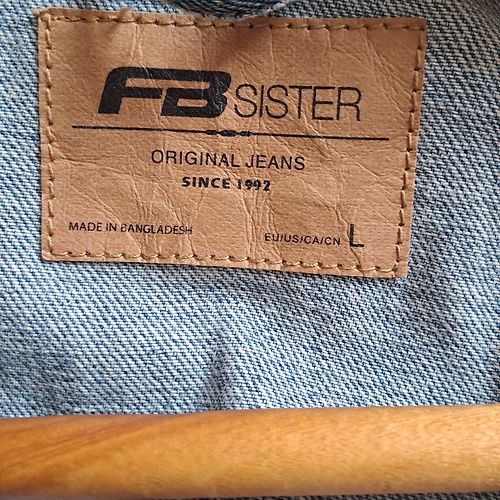 FB SISTER
ORIGINAL JEANS
SINCE 1992
MADE IN BANGLADESH EU/US/CA/CN L